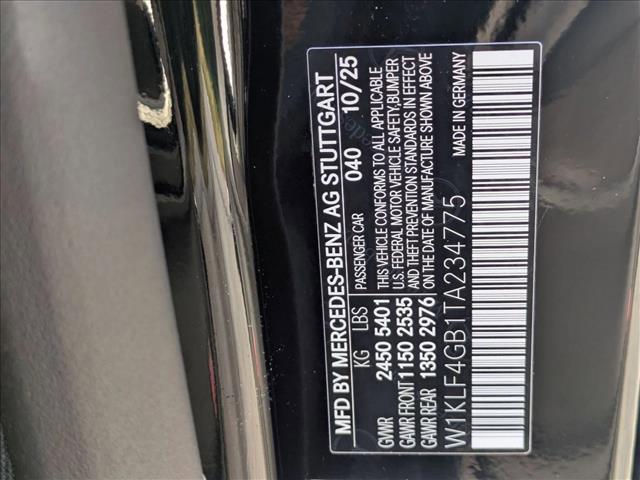 MFD BY MERCEDES-BENZ AG STUTTGART
040 10/25
KG LBS PASSENGER CAR
GVWR 2450 5401 THIS VEHICLE CONFORMS TO ALL APPLICABLE
GAWR FRONT 1150 2535 U.S. FEDERAL MOTOR VEHICLE SAFETY,BUMPER
GAWR REAR 1350 2976 AND THEFT PREVENTION STANDARDS IN EFFECT
ON THE DATE OF MANUFACTURE SHOWN ABOVE
W1KLF4GB1TA234775 MADE IN GERMANY